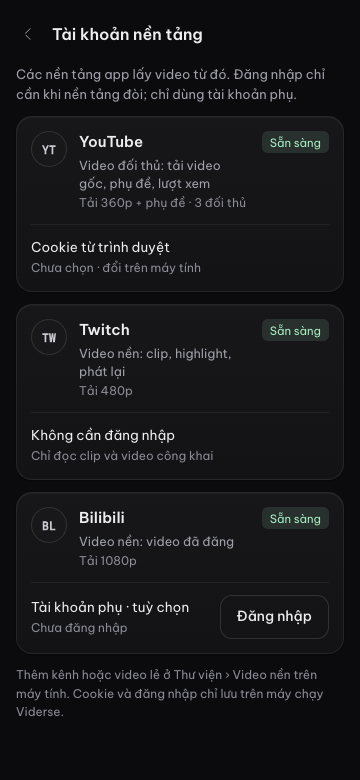 Tài khoản nền tảng
Các nền tảng app lấy video từ đó. Đăng nhập chỉ
cần khi nền tảng đòi; chỉ dùng tài khoản phụ.
YT
YouTube
Sẵn sàng
Video đối thủ: tải video
gốc, phụ đề, lượt xem
Tải 360p + phụ đề · 3 đối thủ
Cookie từ trình duyệt
Chưa chọn · đổi trên máy tính
TW
Twitch
Sẵn sàng
Video nền: clip, highlight,
phát lại
Tải 480p
Không cần đăng nhập
Chỉ đọc clip và video công khai
BL
Bilibili
Sẵn sàng
Video nền: video đã đăng
Tải 1080p
Tài khoản phụ · tuỳ chọn
Chưa đăng nhập
Đăng nhập
Thêm kênh hoặc video lẻ ở Thư viện › Video nền trên
máy tính. Cookie và đăng nhập chỉ lưu trên máy chạy
Viderse.